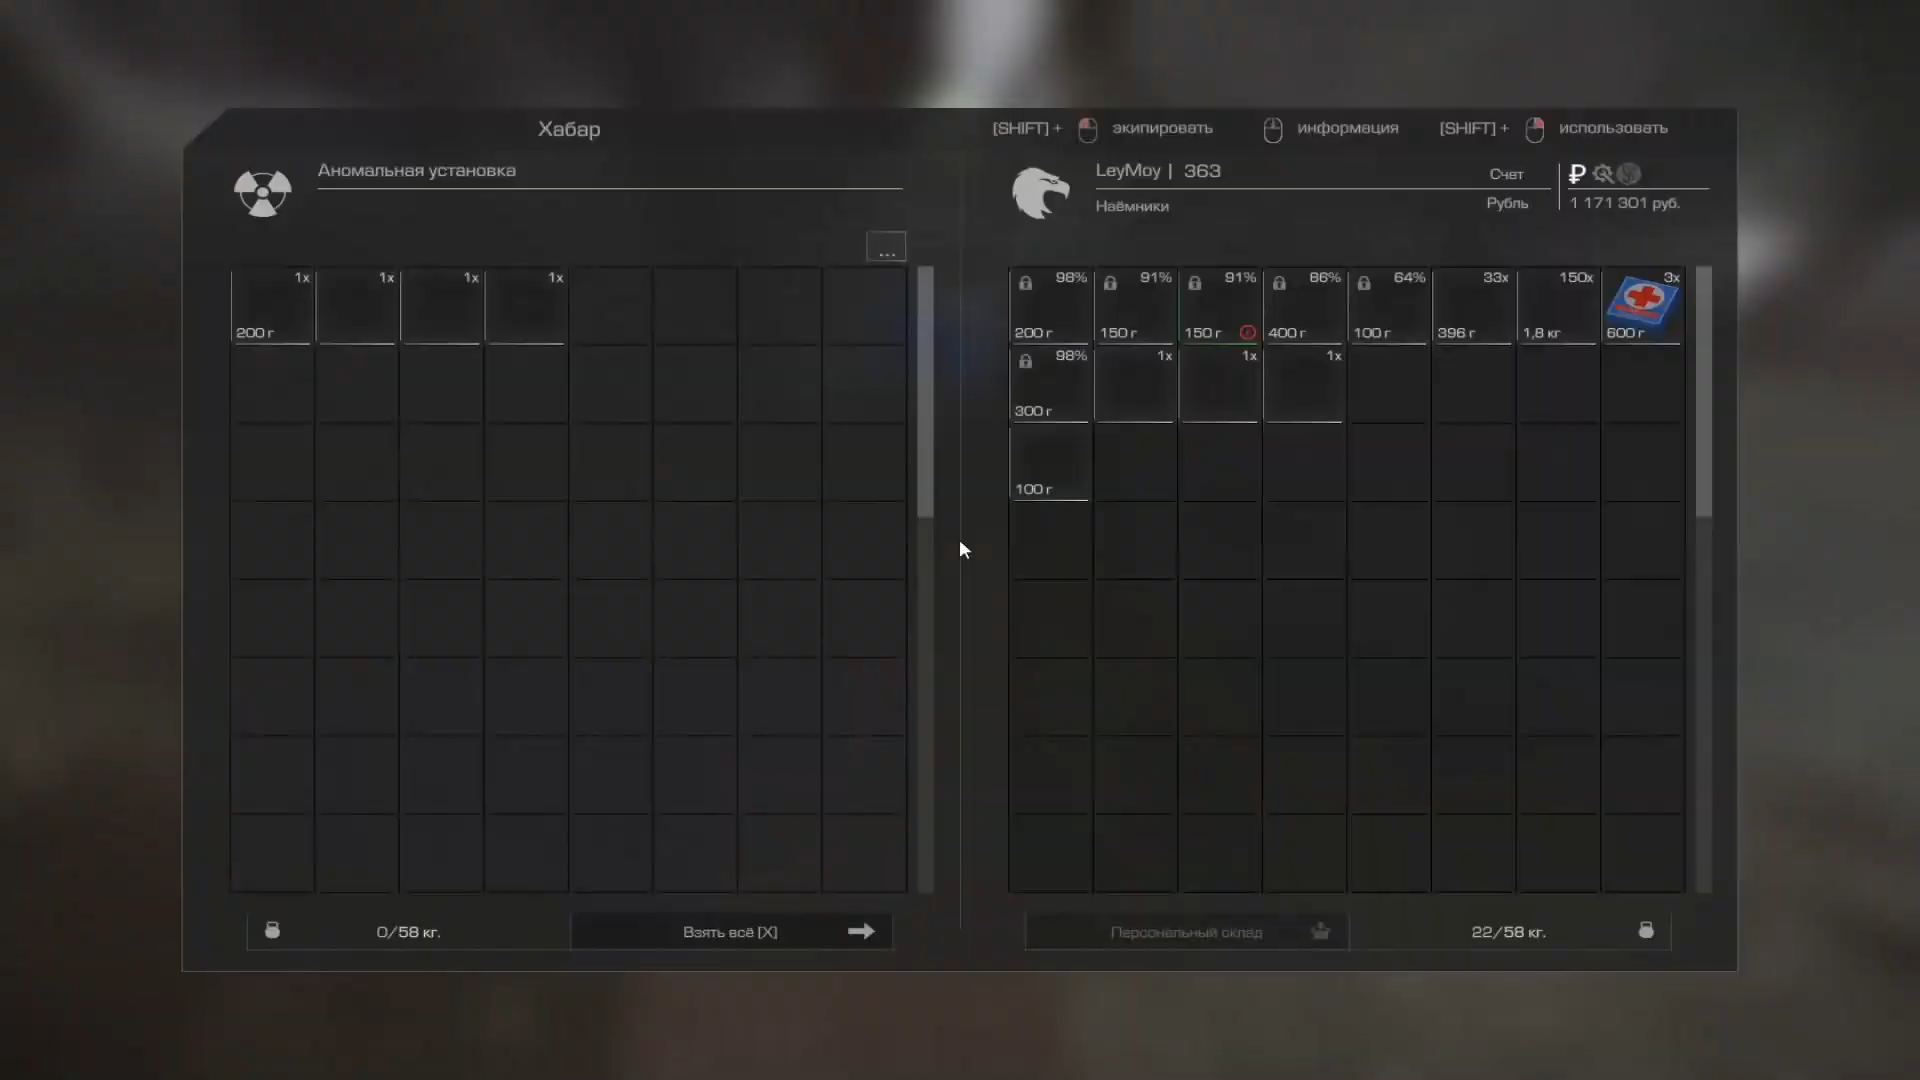 Хабар
[SHIFT] + экипировать информация [SHIFT] + использовать
Аномальная установка
LeyMoy | 363
Счет
Наёмники
Рубль 1 171 301 руб.
...
1x 1x 1x 1x
200 г
98% 91% 91% 86% 64% 33x 150x 3x
200 г 150 г 150 г 400 г 100 г 396 г 1,8 кг 600 г
98% 1x 1x 1x
300 г
100 г
0/58 кг.
Взять всё [X]
Персональный склад
22/58 кг.